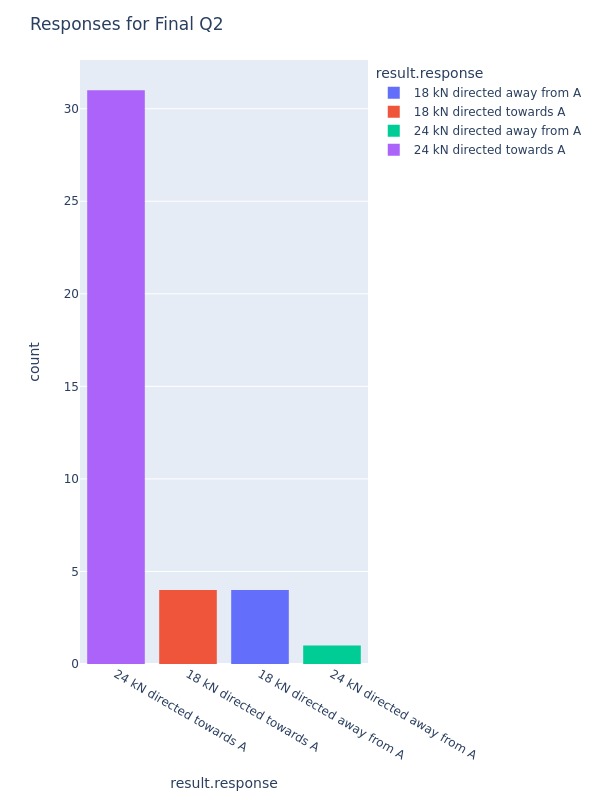 Responses for Final Q2
result.response
18 kN directed away from A
18 kN directed towards A
24 kN directed away from A
24 kN directed towards A
30
25
20
15
10
5
0
count
24 kN directed towards A
18 kN directed towards A
18 kN directed away from A
24 kN directed away from A
result.response